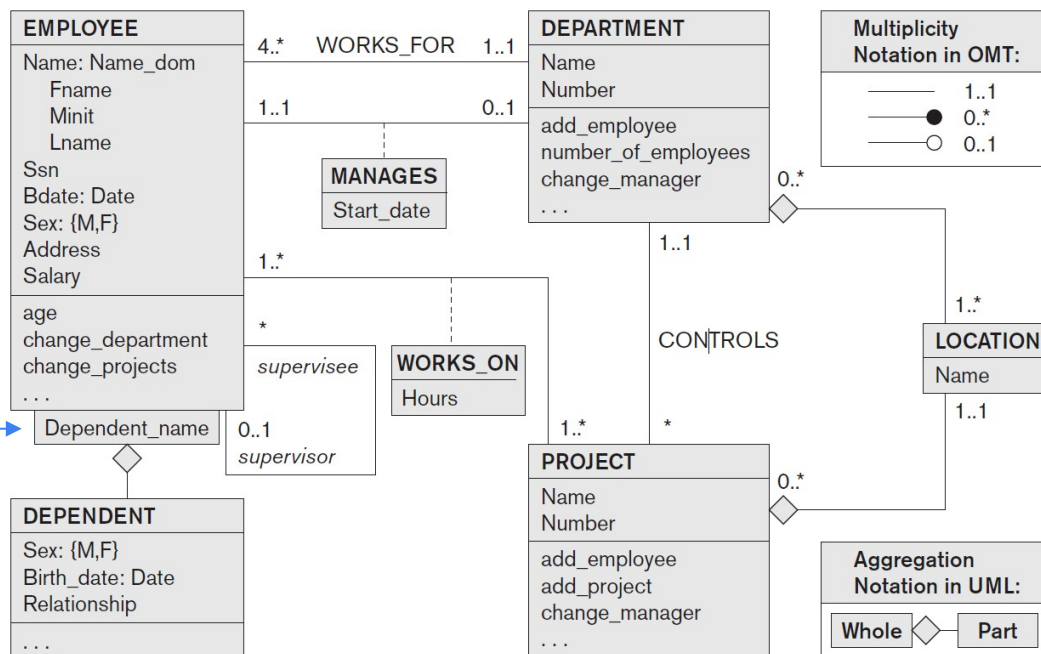 EMPLOYEE
Name: Name_dom
Fname
Minit
Lname
Ssn
Bdate: Date
Sex: {M,F}
Address
Salary
age
change_department
change_projects
. . .
Dependent_name
DEPENDENT
Sex: {M,F}
Birth_date: Date
Relationship
. . .
4..* WORKS_FOR 1..1
1..1 0..1
MANAGES
Start_date
1..*
*
supervisee
0..1
supervisor
WORKS_ON
Hours
1..*
DEPARTMENT
Name
Number
add_employee
number_of_employees
change_manager
. . .
0..*
1..1
CONTROLS
*
PROJECT
Name
Number
add_employee
add_project
change_manager
. . .
0..*
1..*
LOCATION
Name
1..1
Multiplicity
Notation in OMT:
1..1
0..*
0..1
Aggregation
Notation in UML:
Whole Part